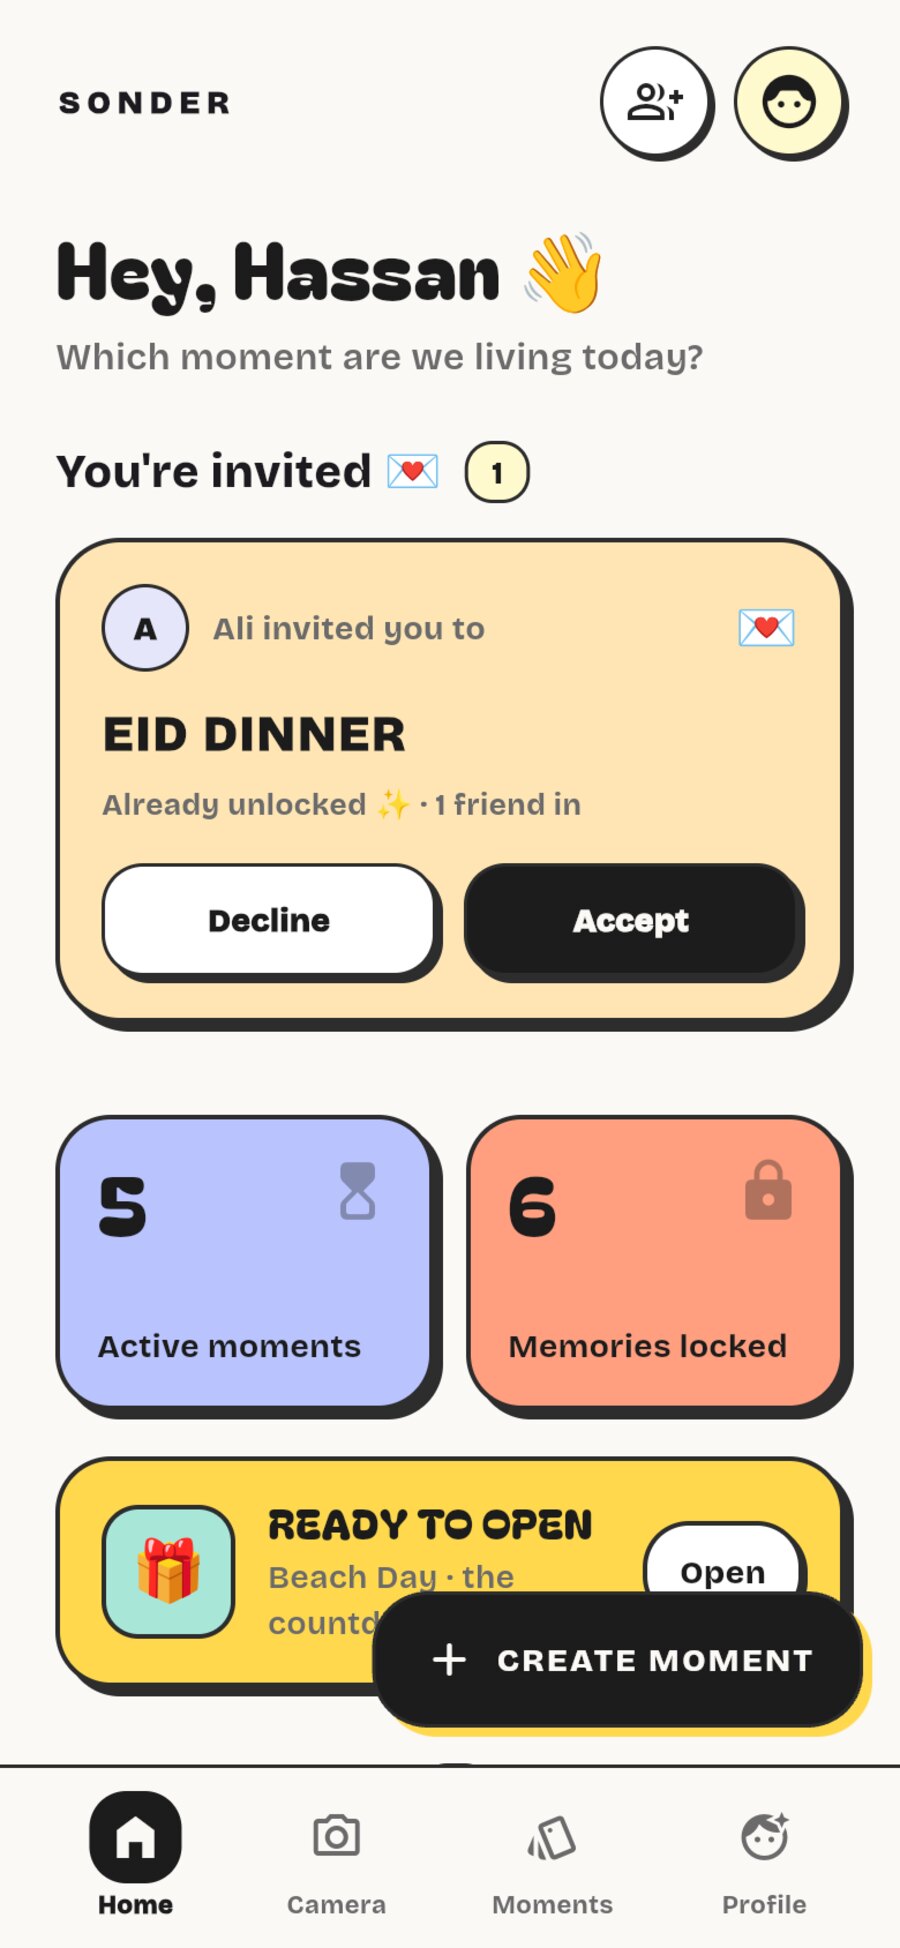 SONDER
Hey, Hassan 👋
Which moment are we living today?
You're invited 💌 1
A Ali invited you to 💌
EID DINNER
Already unlocked ✨ · 1 friend in
Decline Accept
5
Active moments
6
Memories locked
READY TO OPEN
Beach Day · the
Open
+ CREATE MOMENT
Home Camera Moments Profile